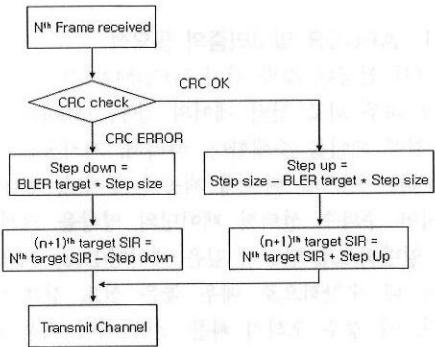 Nth Frame received
CRC check
CRC OK
CRC ERROR
Step down =
BLER target * Step size
Step up =
Step size – BLER target * Step size
(n+1)th target SIR =
Nth target SIR – Step down
(n+1)th target SIR =
Nth target SIR + Step Up
Transmit Channel